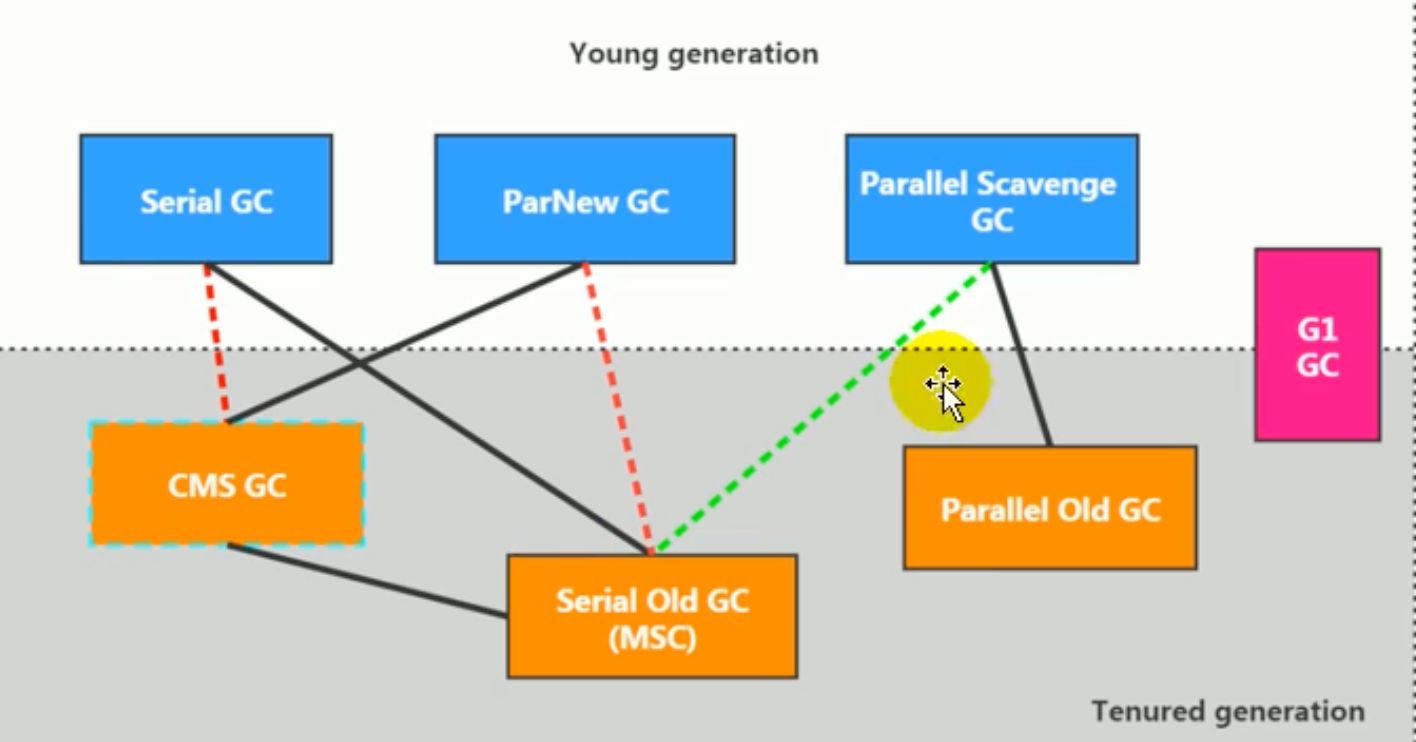 Young generation
Serial GC
ParNew GC
Parallel Scavenge
GC
G1
GC
CMS GC
Parallel Old GC
Serial Old GC
(MSC)
Tenured generation